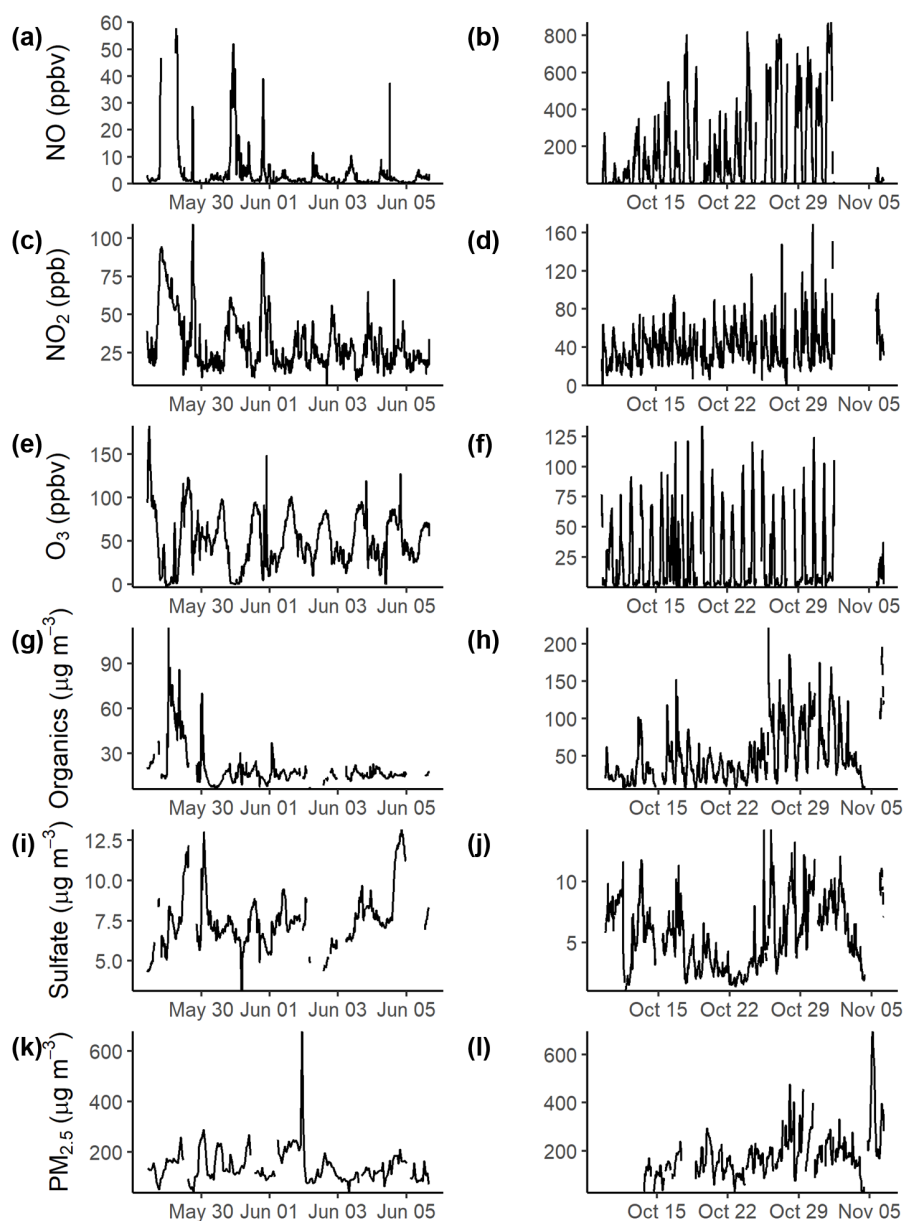 (a)
NO (ppbv)
60
50
40
30
20
10
0
May 30 Jun 01 Jun 03 Jun 05
(b)
800
600
400
200
Oct 15 Oct 22 Oct 29 Nov 05
(c)
NO₂ (ppb)
100
75
50
25
May 30 Jun 01 Jun 03 Jun 05
(d)
160
120
80
40
0
Oct 15 Oct 22 Oct 29 Nov 05
(e)
O₃ (ppbv)
150
100
50
0
May 30 Jun 01 Jun 03 Jun 05
(f)
125
100
75
50
25
Oct 15 Oct 22 Oct 29 Nov 05
(g)
Organics (μg m⁻³)
90
60
30
May 30 Jun 01 Jun 03 Jun 05
(h)
200
150
100
50
Oct 15 Oct 22 Oct 29 Nov 05
(i)
Sulfate (μg m⁻³)
12.5
10.0
7.5
5.0
May 30 Jun 01 Jun 03 Jun 05
(j)
10
5
Oct 15 Oct 22 Oct 29 Nov 05
(k)
PM₂.₅ (μg m⁻³)
600
400
200
May 30 Jun 01 Jun 03 Jun 05
(l)
600
400
200
Oct 15 Oct 22 Oct 29 Nov 05